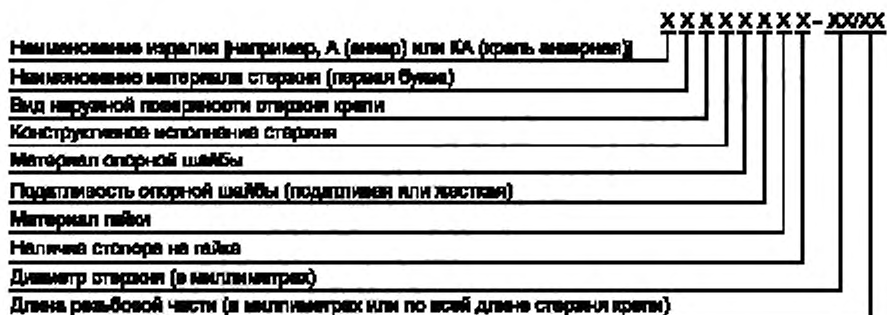 X X X X X X X X – XX/XX
Наименование изделия [например, А (анкер) или КА (крепь анкерная)]
Наименование материала стержня (первая буква)
Вид наружной поверхности стержня крепи
Конструктивное исполнение стержня
Материал опорной шайбы
Податливость опорной шайбы (податливая или жесткая)
Материал гайки
Наличие стопора на гайке
Диаметр стержня (в миллиметрах)
Длина резьбовой части (в миллиметрах или по всей длине стержня крепи)